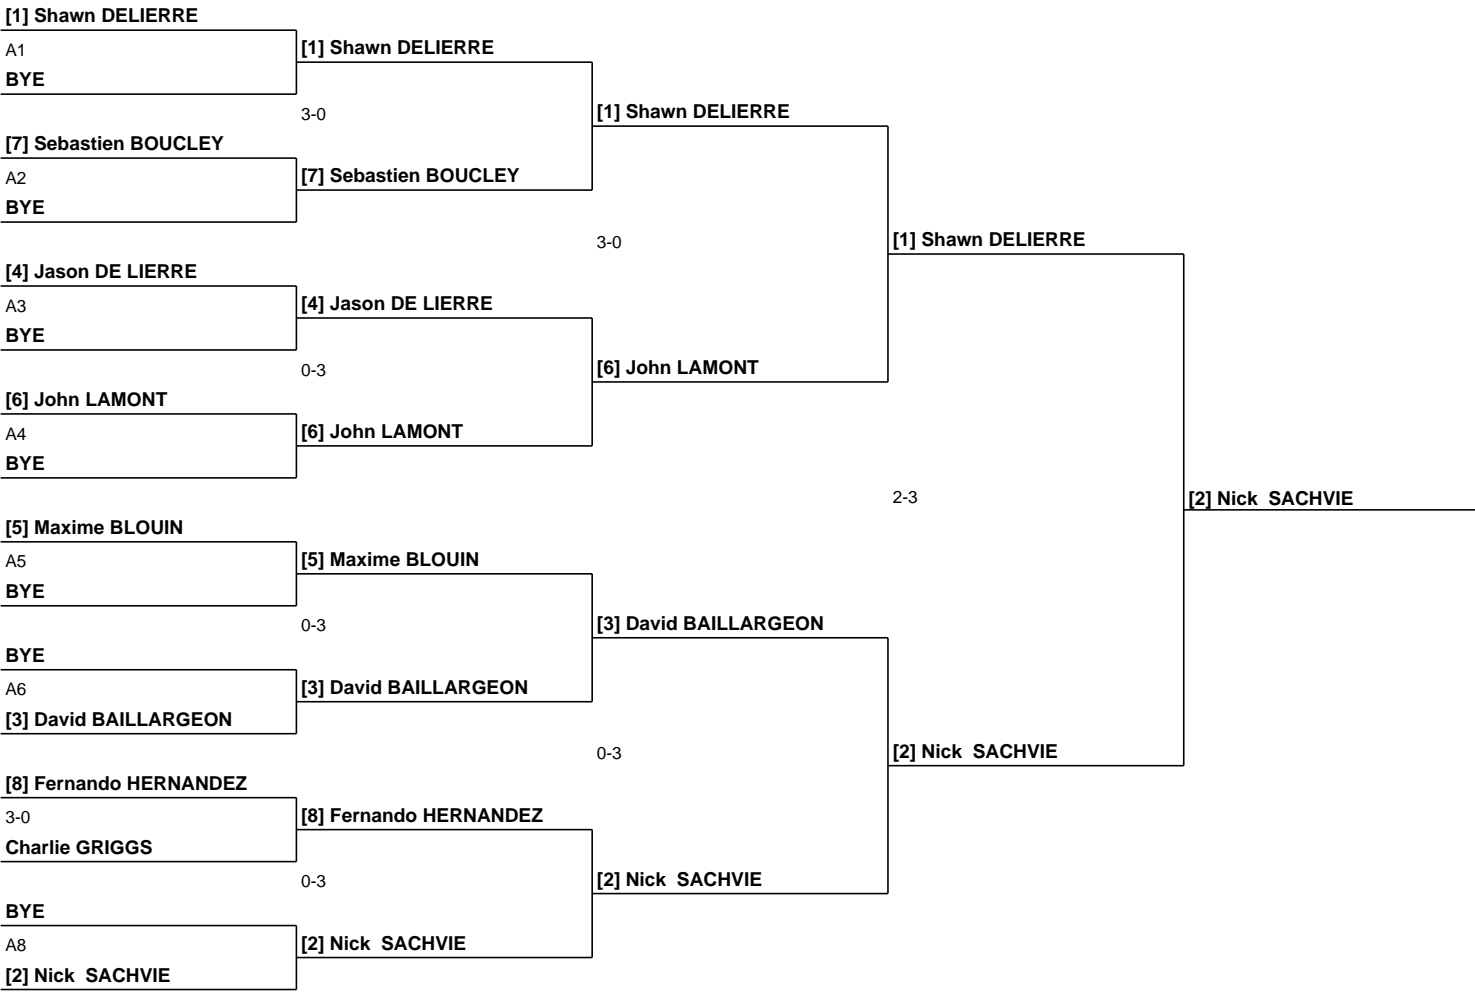 [1] Shawn DELIERRE
A1
BYE
[7] Sebastien BOUCLEY
A2
BYE
[4] Jason DE LIERRE
A3
BYE
[6] John LAMONT
A4
BYE
[5] Maxime BLOUIN
A5
BYE
BYE
A6
[3] David BAILLARGEON
[8] Fernando HERNANDEZ
3-0
Charlie GRIGGS
BYE
A8
[2] Nick  SACHVIE
[1] Shawn DELIERRE
3-0
[7] Sebastien BOUCLEY
[4] Jason DE LIERRE
0-3
[6] John LAMONT
[5] Maxime BLOUIN
0-3
[3] David BAILLARGEON
[8] Fernando HERNANDEZ
0-3
[2] Nick  SACHVIE
[1] Shawn DELIERRE
3-0
[6] John LAMONT
[3] David BAILLARGEON
0-3
[2] Nick  SACHVIE
[1] Shawn DELIERRE
2-3
[2] Nick  SACHVIE
[2] Nick  SACHVIE